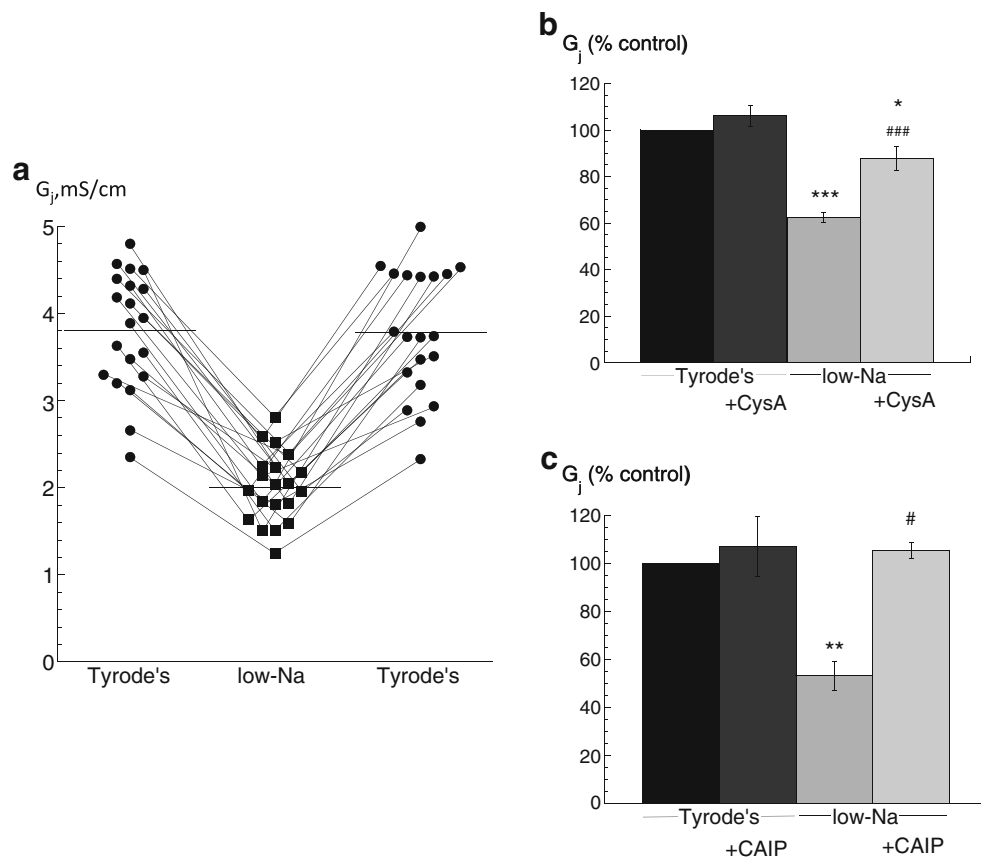 a
Gj,mS/cm
5
4
3
2
1
0
Tyrode's low-Na Tyrode's
b
Gj (% control)
120
100
80
60
40
20
0
***
*
###
Tyrode's low-Na
+CysA +CysA
c
Gj (% control)
120
100
80
60
40
20
0
**
#
Tyrode's low-Na
+CAIP +CAIP